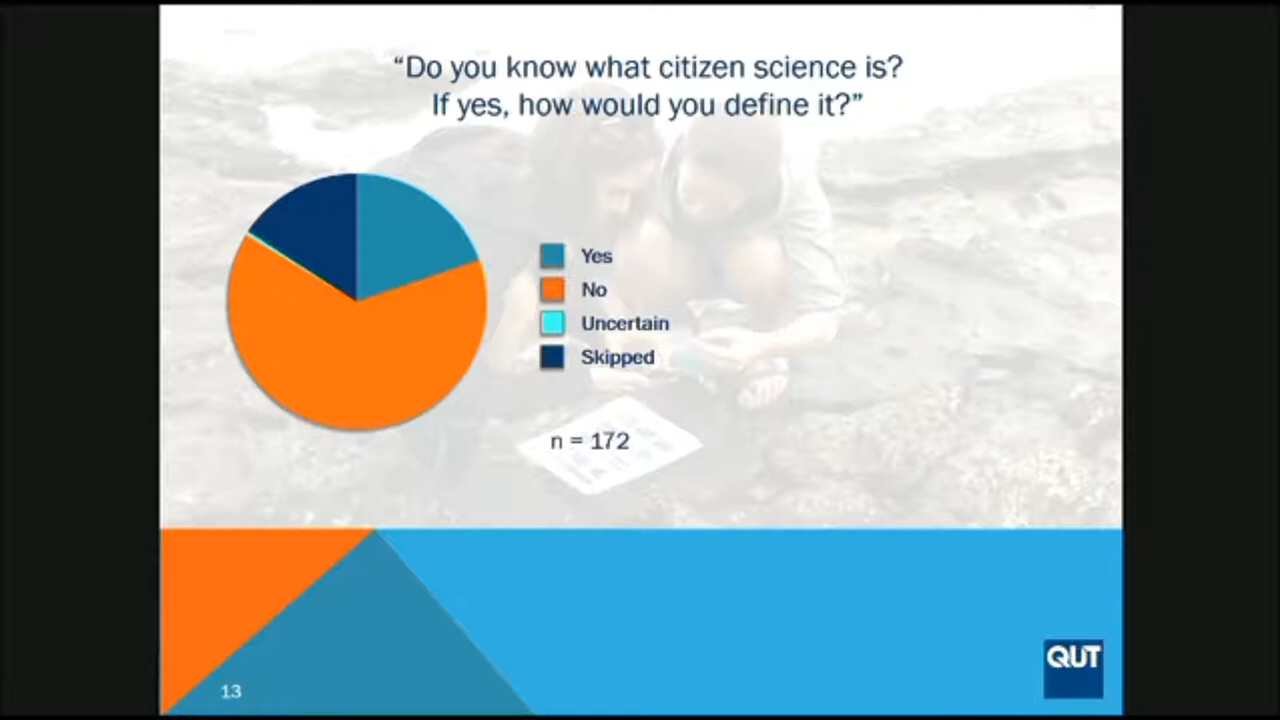 “Do you know what citizen science is?
If yes, how would you define it?”
Yes
No
Uncertain
Skipped
n = 172
13
QUT